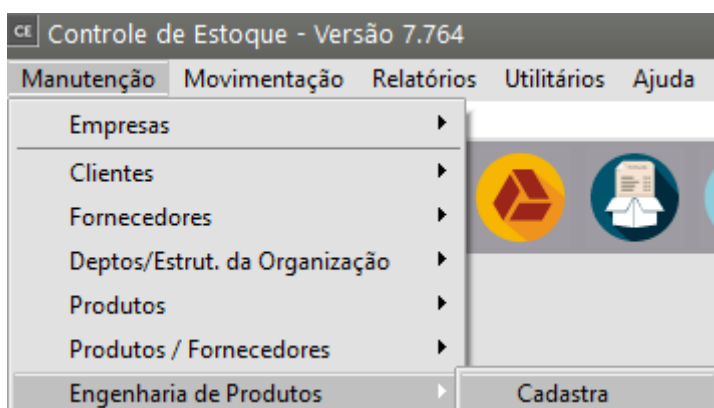 CE Controle de Estoque - Versão 7.764
Manutenção Movimentação Relatórios Utilitários Ajuda
Empresas
Clientes
Fornecedores
Deptos/Estrut. da Organização
Produtos
Produtos / Fornecedores
Engenharia de Produtos Cadastra